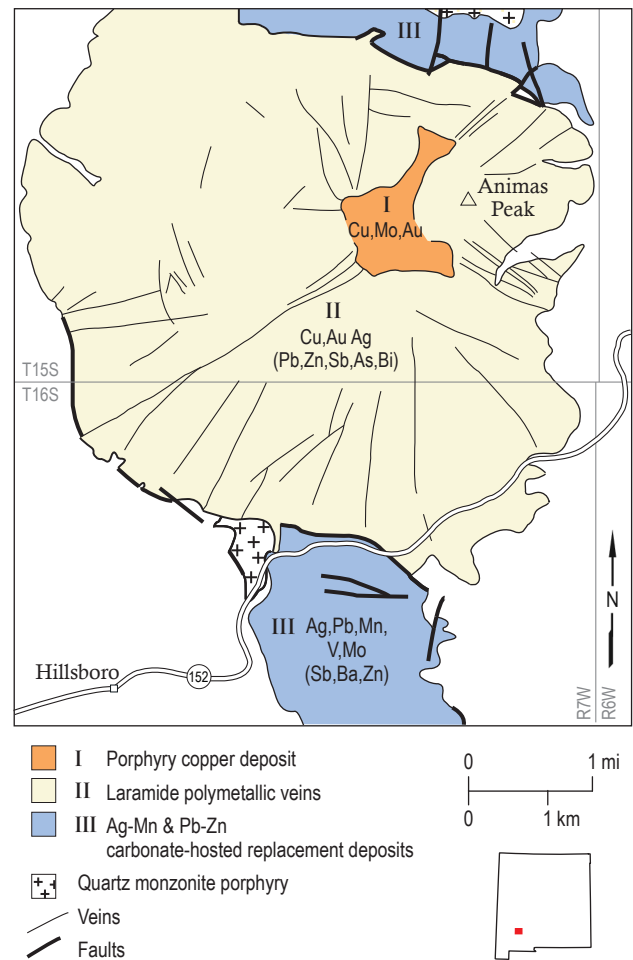 III
Animas
Peak
I
Cu,Mo,Au
II
Cu,Au Ag
(Pb,Zn,Sb,As,Bi)
T15S
T16S
N
III Ag,Pb,Mn,
V,Mo
(Sb,Ba,Zn)
Hillsboro
152
R7W
R6W
I Porphyry copper deposit
II Laramide polymetallic veins
III Ag-Mn & Pb-Zn
carbonate-hosted replacement deposits
Quartz monzonite porphyry
Veins
Faults
0 1 mi
0 1 km